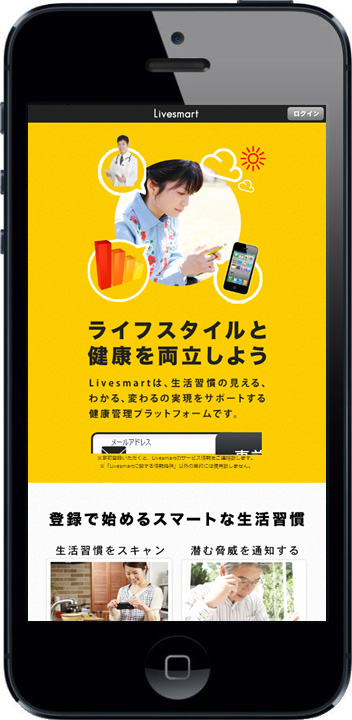 Livesmart
ログイン
ライフスタイルと
健康を両立しよう
Livesmartは、生活習慣の見える、
わかる、変わるの実現をサポートする
健康管理プラットフォームです。
メールアドレス
登録で始めるスマートな生活習慣
生活習慣をスキャン
潜む脅威を通知する